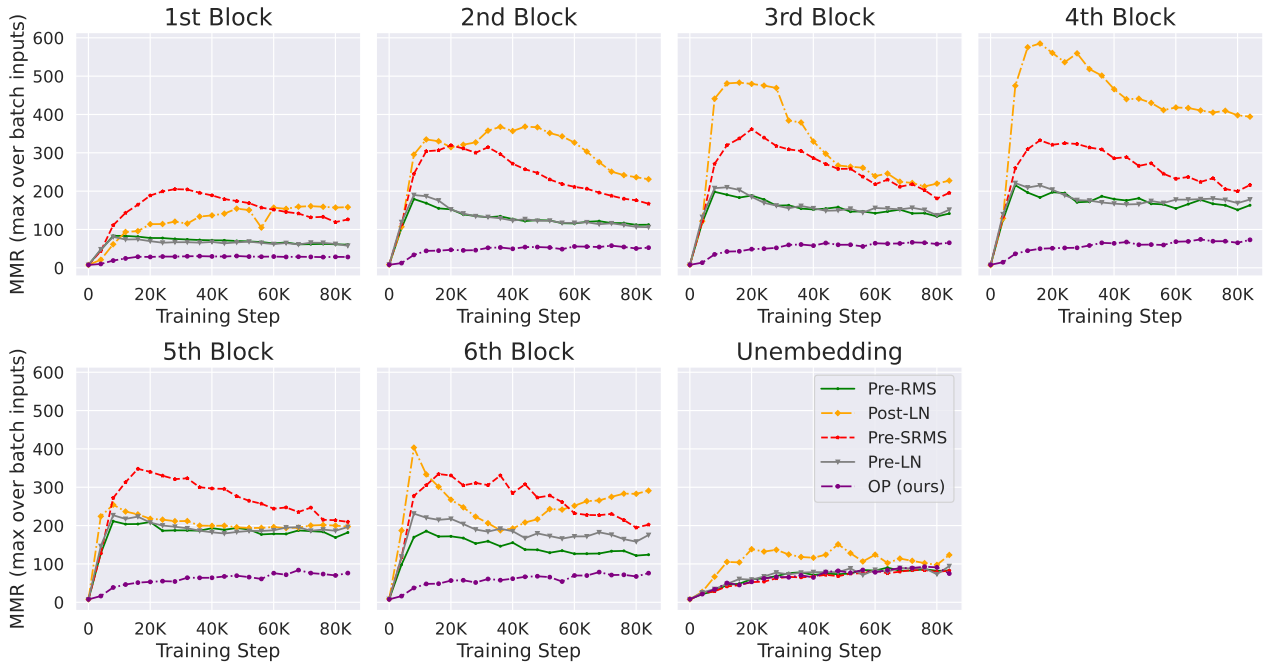 1st Block
2nd Block
3rd Block
4th Block
MMR (max over batch inputs)
600
500
400
300
200
100
0
0 20K 40K 60K 80K
0 20K 40K 60K 80K
0 20K 40K 60K 80K
0 20K 40K 60K 80K
Training Step
Training Step
Training Step
Training Step
5th Block
6th Block
Unembedding
MMR (max over batch inputs)
600
500
400
300
200
100
0
Pre-RMS
Post-LN
Pre-SRMS
Pre-LN
OP (ours)
0 20K 40K 60K 80K
0 20K 40K 60K 80K
0 20K 40K 60K 80K
Training Step
Training Step
Training Step